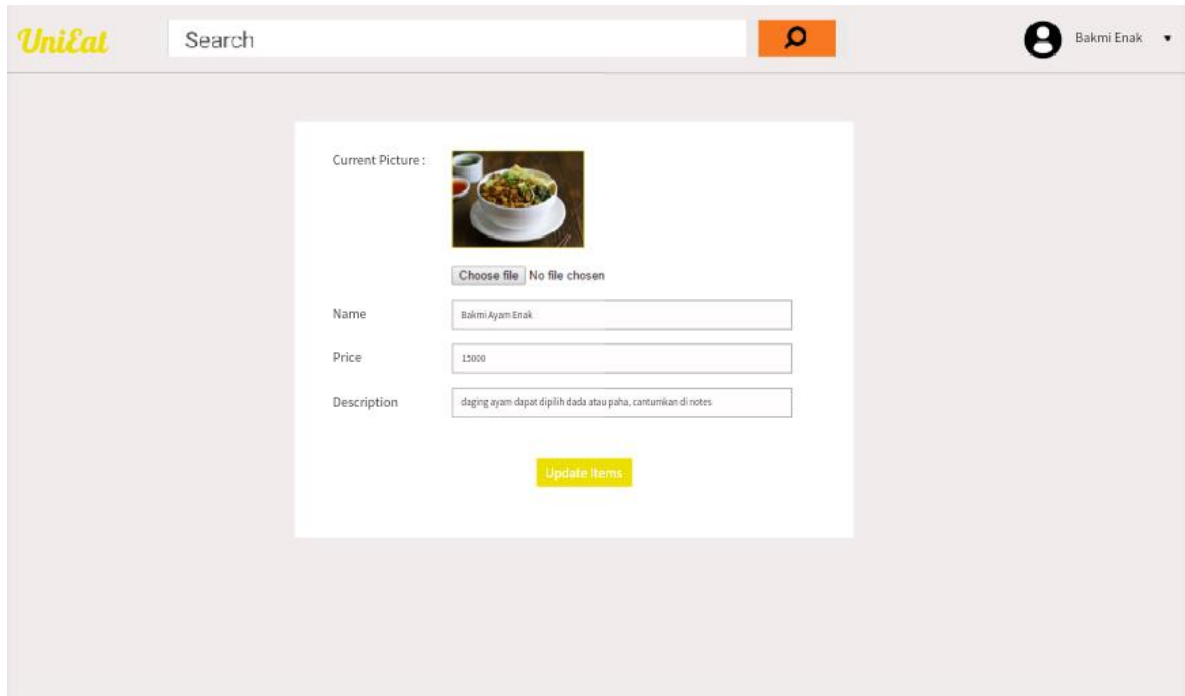 UniEat Search Bakmi Enak
Current Picture :
Choose file No file chosen
Name Bakmi Ayam Enak
Price 15000
Description daging ayam dapat dipilih dada atau paha, cantumkan di notes
Update Items